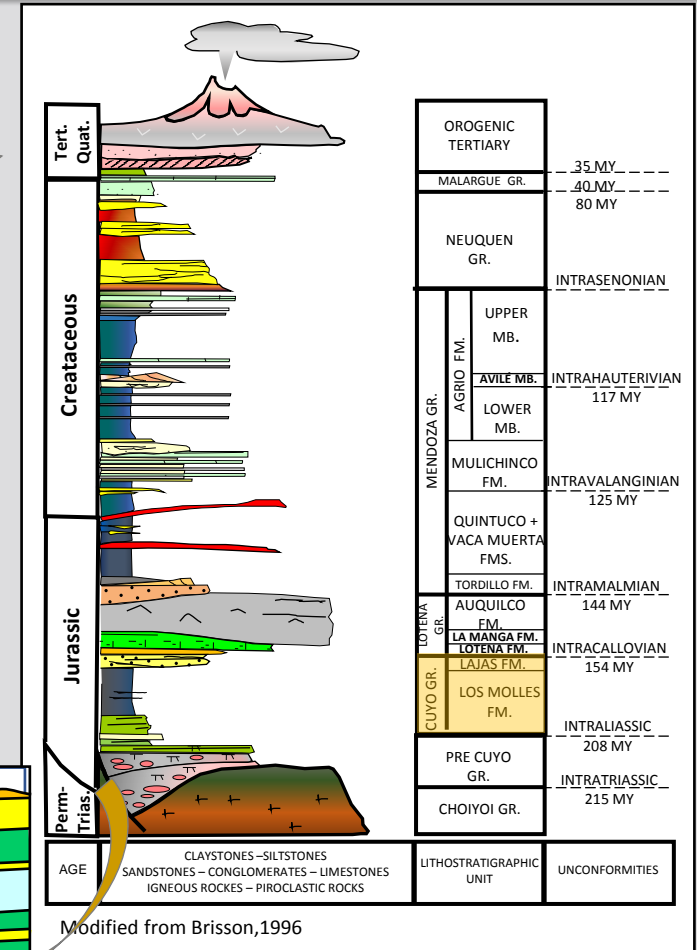 Tert.
Quat.
Creataceous
Jurassic
Perm-
Trias.
OROGENIC
TERTIARY
MALARGUE GR.
NEUQUEN
GR.
MENDOZA GR.
AGRIO FM.
UPPER
MB.
AVILÉ MB.
LOWER
MB.
MULICHINCO
FM.
QUINTUCO +
VACA MUERTA
FMS.
TORDILLO FM.
LOTENA
GR.
AUQUILCO
FM.
LA MANGA FM.
LOTENA FM.
CUYO GR.
LAJAS FM.
LOS MOLLES
FM.
PRE CUYO
GR.
CHOIYOI GR.
35 MY
40 MY
80 MY
INTRASENONIAN
INTRAHAUTERIVIAN
117 MY
INTRAVALANGINIAN
125 MY
INTRAMALMIAN
144 MY
INTRACALLOVIAN
154 MY
INTRALIASSIC
208 MY
INTRATRIASSIC
215 MY
AGE
CLAYSTONES –SILTSTONES
SANDSTONES – CONGLOMERATES – LIMESTONES
IGNEOUS ROCKES – PIROCLASTIC ROCKS
LITHOSTRATIGRAPHIC
UNIT
UNCONFORMITIES
Modified from Brisson,1996